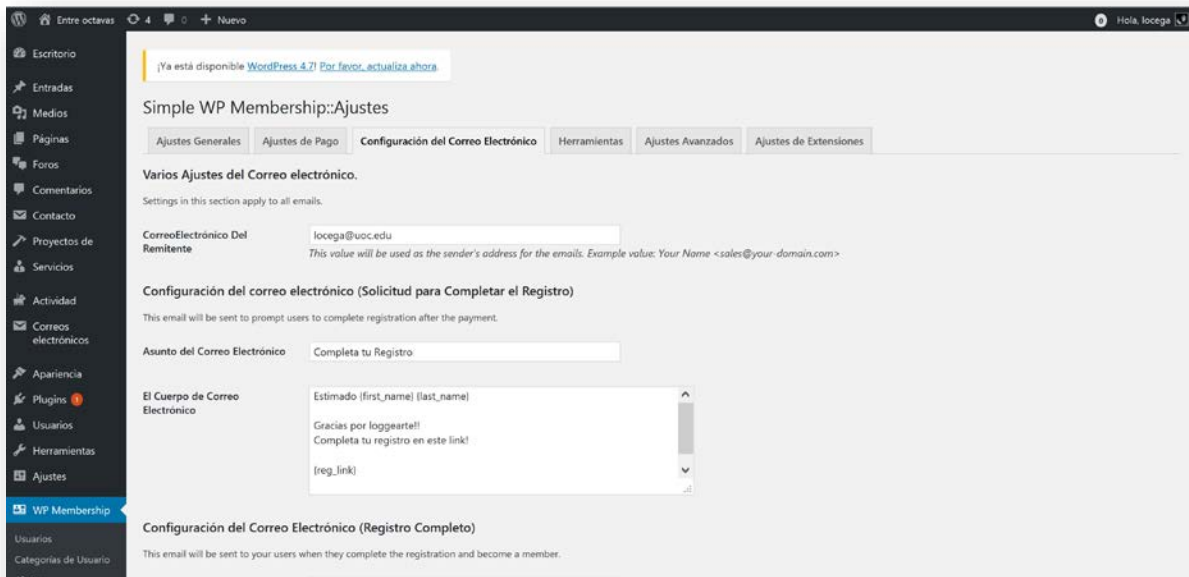 Entre octavas 4 0 + Nuevo 0 Hola, locega
Escritorio
Entradas
Medios
Páginas
Foros
Comentarios
Contacto
Proyectos de
Servicios
Actividad
Correos
electrónicos
Apariencia
Plugins 1
Usuarios
Herramientas
Ajustes
WP Membership
Usuarios
Categorías de Usuario
¡Ya está disponible WordPress 4.7! Por favor, actualiza ahora.
Simple WP Membership::Ajustes
Ajustes Generales Ajustes de Pago Configuración del Correo Electrónico Herramientas Ajustes Avanzados Ajustes de Extensiones
Varios Ajustes del Correo electrónico.
Settings in this section apply to all emails.
CorreoElectrónico Del
Remitente
locega@uoc.edu
This value will be used as the sender's address for the emails. Example value: Your Name <sales@your-domain.com>
Configuración del correo electrónico (Solicitud para Completar el Registro)
This email will be sent to prompt users to complete registration after the payment.
Asunto del Correo Electrónico Completa tu Registro
El Cuerpo de Correo
Electrónico
Estimado {first_name} {last_name}
Gracias por loggearte!!
Completa tu registro en este link!
{reg_link}
Configuración del Correo Electrónico (Registro Completo)
This email will be sent to your users when they complete the registration and become a member.